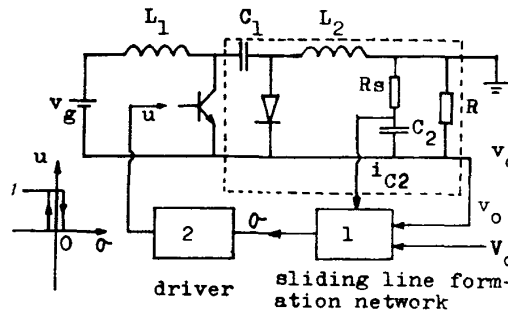 L1 C1 L2
vg u Rs R
C2
iC2 vo
u
1
0 σ
2 σ 1 vo
Vo
driver sliding line form-
ation network